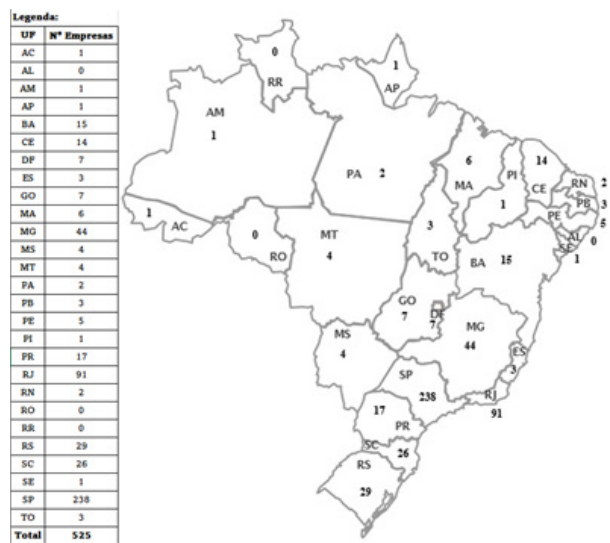 Legenda:
UF Nº Empresas
AC 1
AL 0
AM 1
AP 1
BA 15
CE 14
DF 7
ES 3
GO 7
MA 6
MG 44
MS 4
MT 4
PA 2
PB 3
PE 5
PI 1
PR 17
RJ 91
RN 2
RO 0
RR 0
RS 29
SC 26
SE 1
SP 238
TO 3
Total 525
0
RR
1
AP
AM
1
PA 2
6
MA
PI
1
14
CE
RN 2
PB 3
PE 5
AL 0
SE 1
1
AC
0
RO
MT
4
3
TO
BA 15
GO
7
DF
7
MG
44
ES
3
MS
4
SP
238
RJ
91
17
PR
SC
26
RS
29